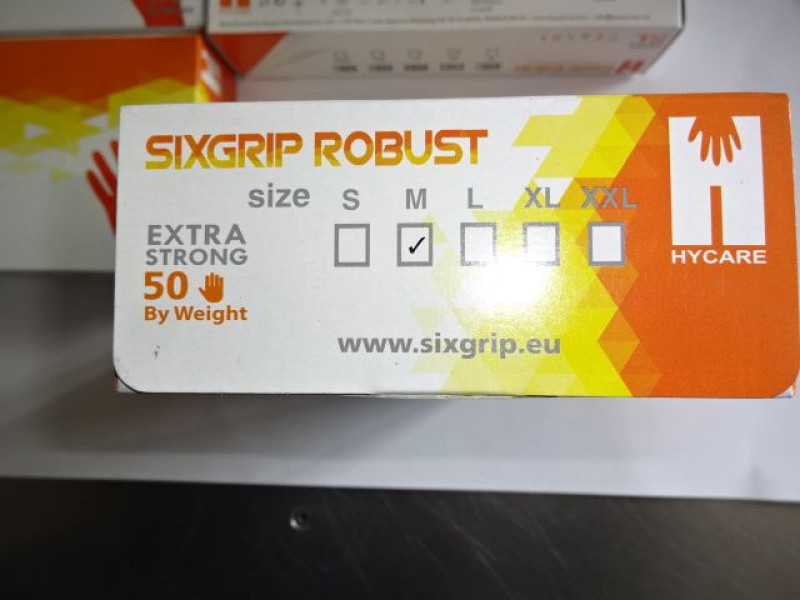 SIXGRIP ROBUST
size S M L XL XXL
EXTRA
STRONG
50
By Weight
✓
www.sixgrip.eu
HYCARE